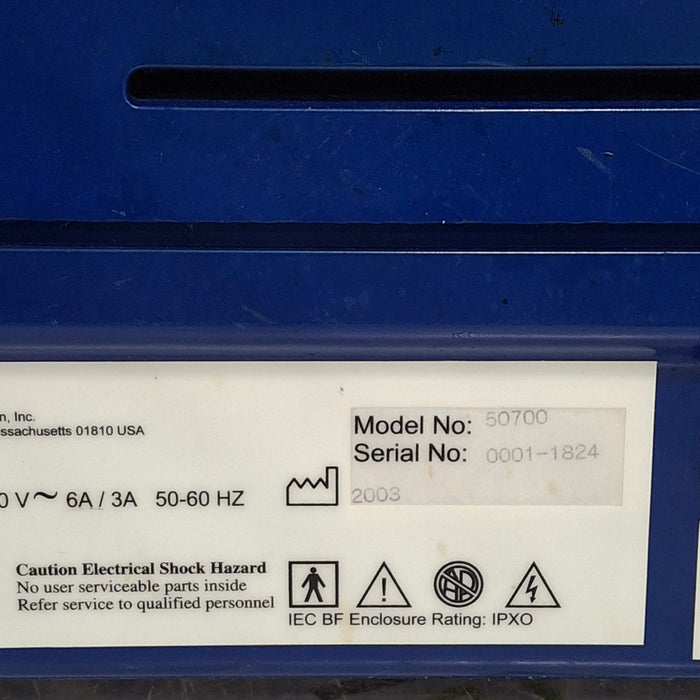 n, Inc.
ssachusetts 01810 USA
Model No: 50700
Serial No: 0001-1824
0 V~ 6A / 3A 50-60 HZ
2003
Caution Electrical Shock Hazard
No user serviceable parts inside
Refer service to qualified personnel
IEC BF Enclosure Rating: IPXO